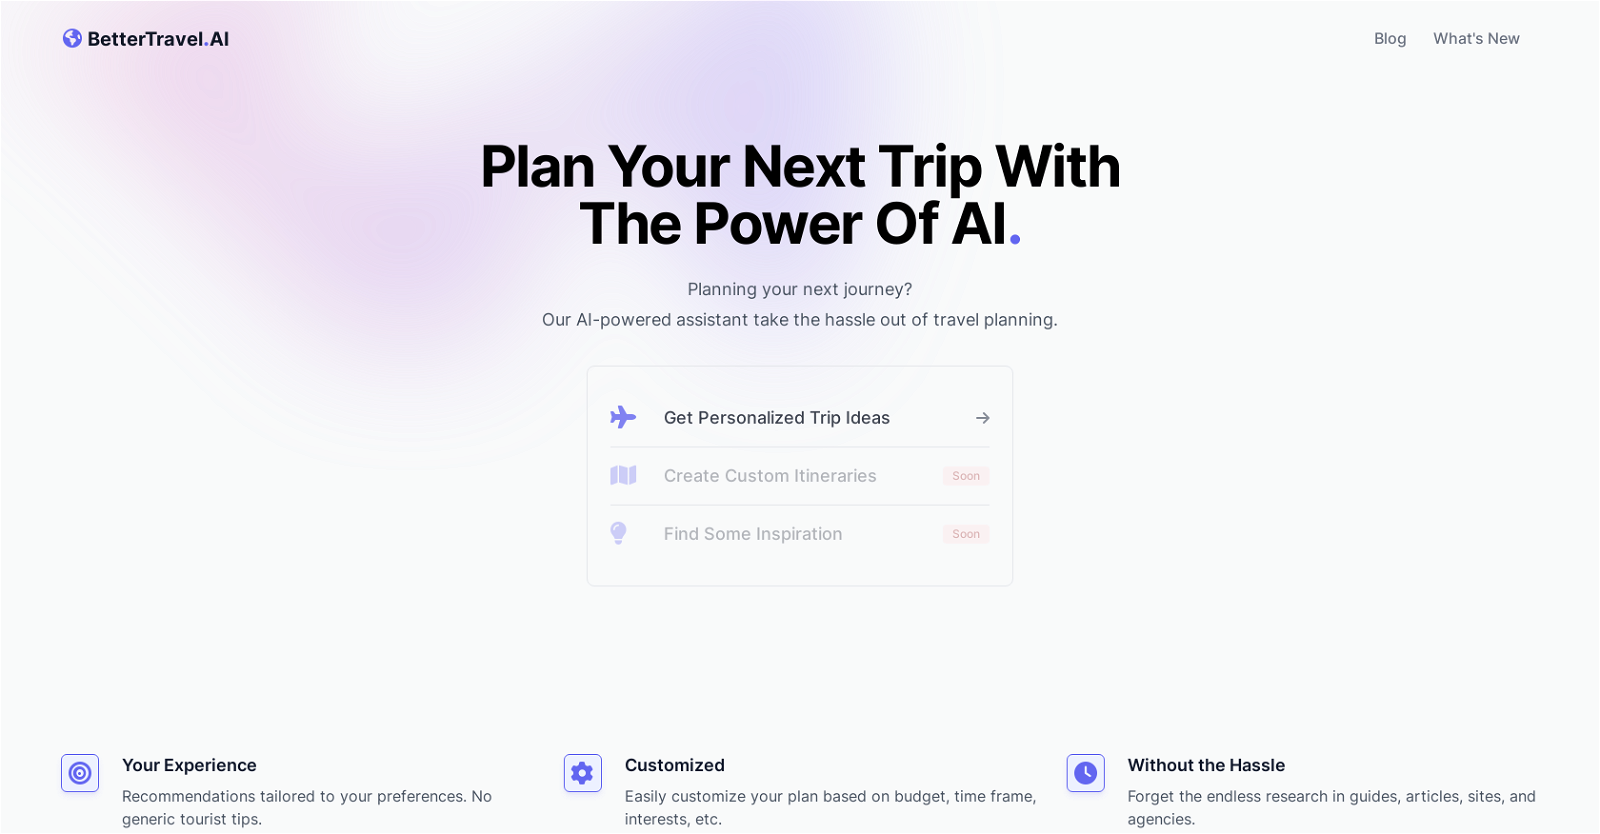 BetterTravel.AI
Blog
What's New
Plan Your Next Trip With
The Power Of AI.
Planning your next journey?
Our AI-powered assistant take the hassle out of travel planning.
Get Personalized Trip Ideas
Create Custom Itineraries
Soon
Find Some Inspiration
Soon
Your Experience
Recommendations tailored to your preferences. No
generic tourist tips.
Customized
Easily customize your plan based on budget, time frame,
interests, etc.
Without the Hassle
Forget the endless research in guides, articles, sites, and
agencies.